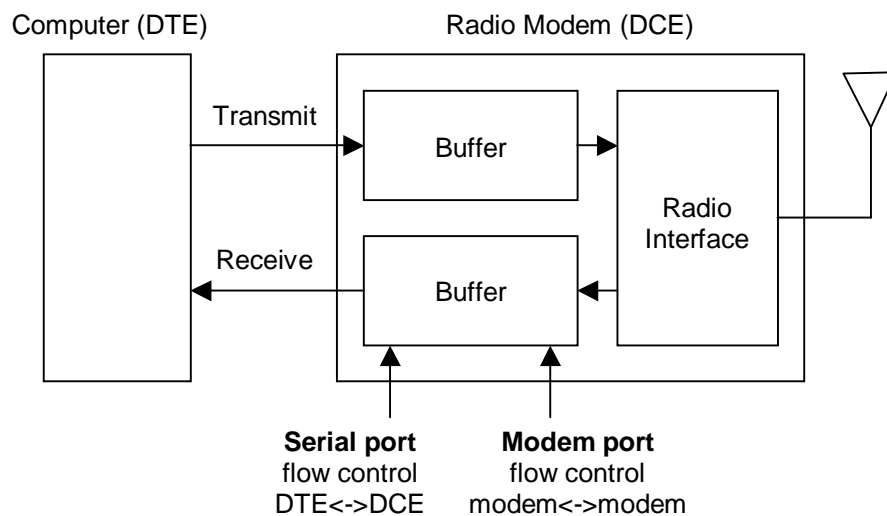 Computer (DTE)
Radio Modem (DCE)
Transmit
Buffer
Radio
Interface
Receive
Buffer
Serial port
flow control
DTE<->DCE
Modem port
flow control
modem<->modem